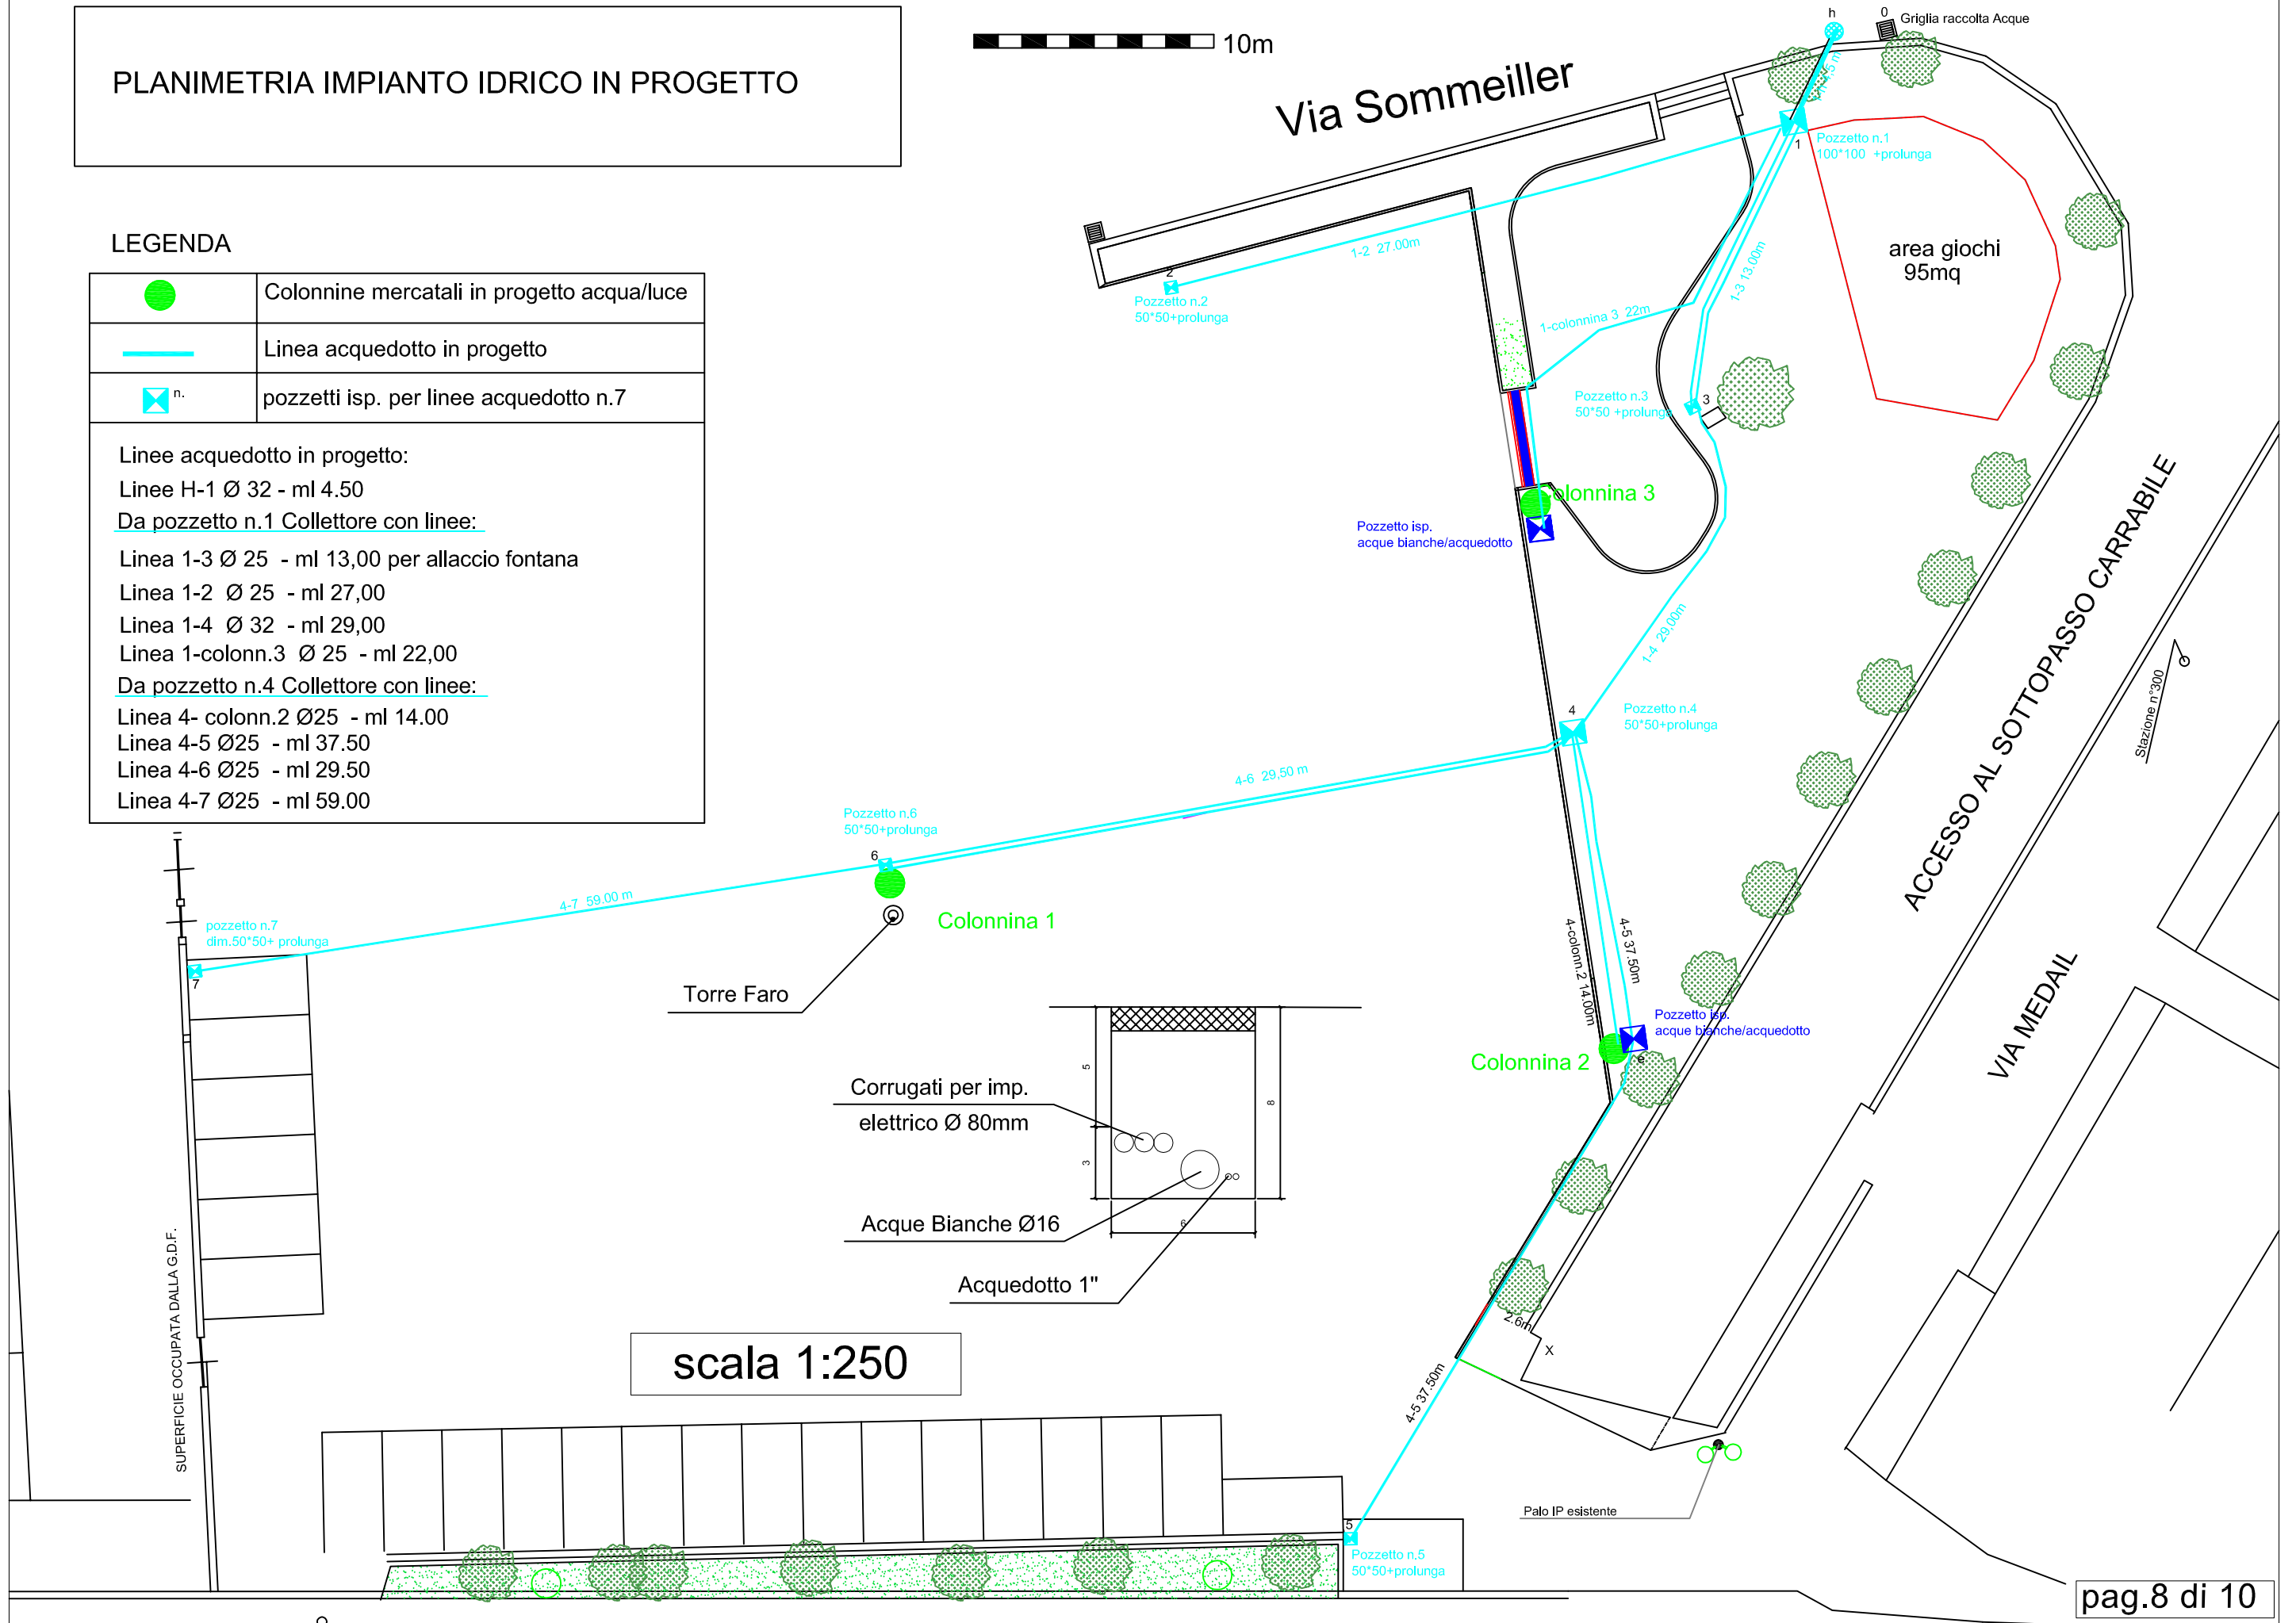 PLANIMETRIA IMPIANTO IDRICO IN PROGETTO
10m
Via Sommeiller
h
0
Griglia raccolta Acque
1
Pozzetto n.1
100*100 +prolunga
area giochi
95mq
LEGENDA
Colonnine mercatali in progetto acqua/luce
Linea acquedotto in progetto
n.
pozzetti isp. per linee acquedotto n.7
Linee acquedotto in progetto:
Linee H-1 Ø 32 - ml 4.50
Da pozzetto n.1 Collettore con linee:
Linea 1-3 Ø 25 - ml 13,00 per allaccio fontana
Linea 1-2 Ø 25 - ml 27,00
Linea 1-4 Ø 32 - ml 29,00
Linea 1-colonn.3 Ø 25 - ml 22,00
Da pozzetto n.4 Collettore con linee:
Linea 4- colonn.2 Ø25 - ml 14.00
Linea 4-5 Ø25 - ml 37.50
Linea 4-6 Ø25 - ml 29.50
Linea 4-7 Ø25 - ml 59.00
2
Pozzetto n.2
50*50+prolunga
1-2 27.00m
1-3 13.00m
1-colonnina 3 22m
Pozzetto n.3
50*50 +prolunga
3
Colonnina 3
Pozzetto isp.
acque bianche/acquedotto
1-4 29.00m
4
Pozzetto n.4
50*50+prolunga
4-6 29,50 m
Pozzetto n.6
50*50+prolunga
6
Colonnina 1
4-7 59.00 m
pozzetto n.7
dim.50*50+ prolunga
7
Torre Faro
4-colonn.2 14.00m
4-5 37.50m
Pozzetto isp.
acque bianche/acquedotto
e
Colonnina 2
ACCESSO AL SOTTOPASSO CARRABILE
VIA MEDAIL
Stazione n°300
Corrugati per imp.
elettrico Ø 80mm
5
3
8
6
Acque Bianche Ø16
Acquedotto 1"
scala 1:250
SUPERFICIE OCCUPATA DALLA G.D.F.
2.6m
X
4-5 37.50m
Palo IP esistente
5
Pozzetto n.5
50*50+prolunga
pag.8 di 10